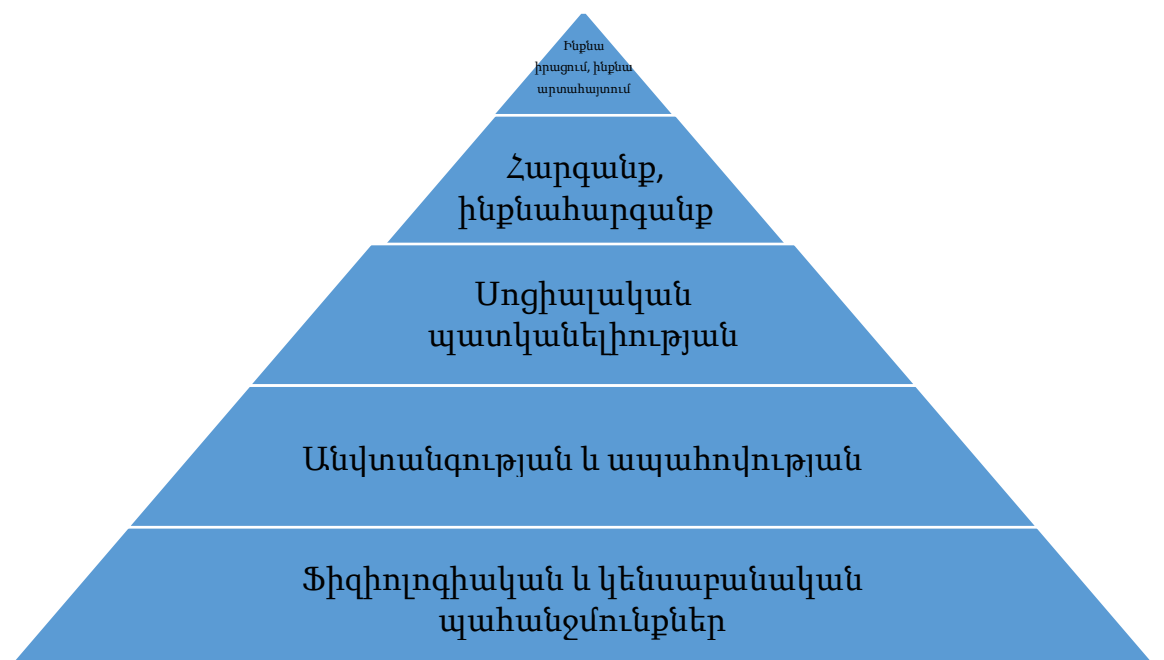 Ինքնա
իրացում, ինքնա
արտահայտում
Հարգանք,
ինքնահարգանք
Սոցիալական
պատկանելիության
Անվտանգության և ապահովության
Ֆիզիոլոգիական և կենսաբանական
պահանջմունքներ